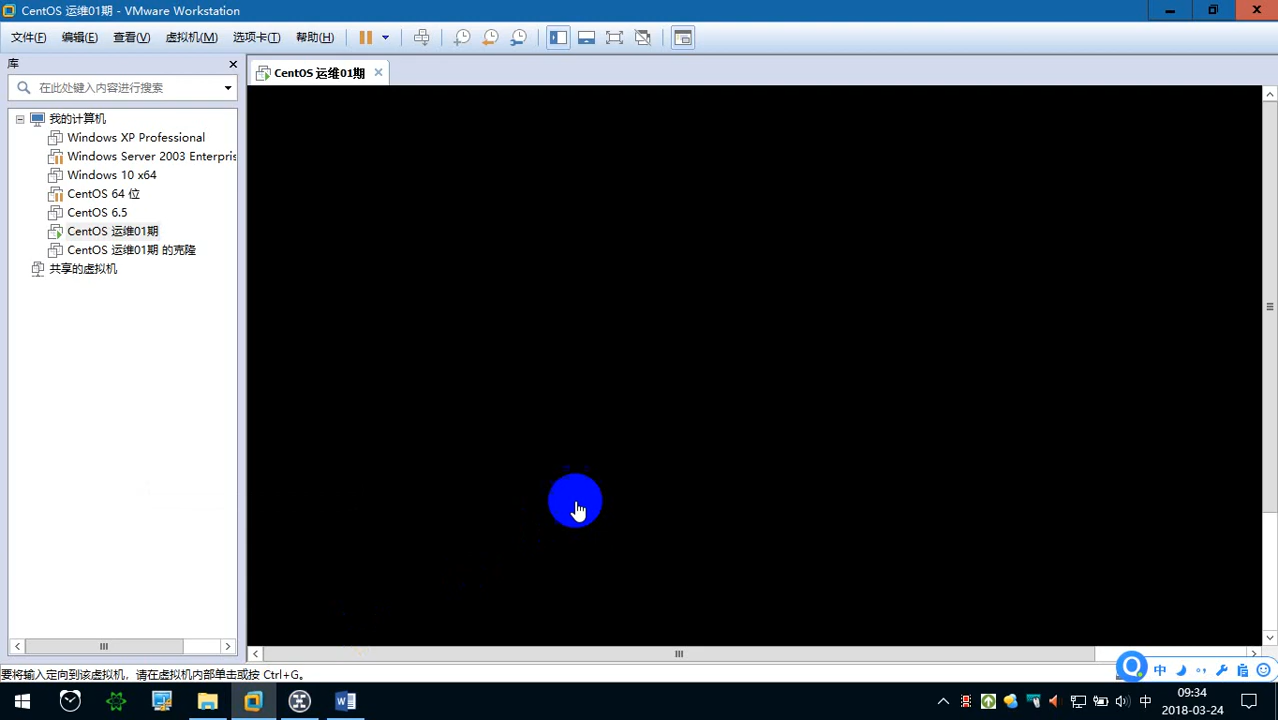 CentOS 运维01期 - VMware Workstation
文件(F) 编辑(E) 查看(V) 虚拟机(M) 选项卡(T) 帮助(H)
库
在此处键入内容进行搜索
CentOS 运维01期
我的计算机
Windows XP Professional
Windows Server 2003 Enterpris
Windows 10 x64
CentOS 64 位
CentOS 6.5
CentOS 运维01期
CentOS 运维01期 的克隆
共享的虚拟机
要将输入定向到该虚拟机，请在虚拟机内部单击或按 Ctrl+G。
中
中
09:34
2018-03-24